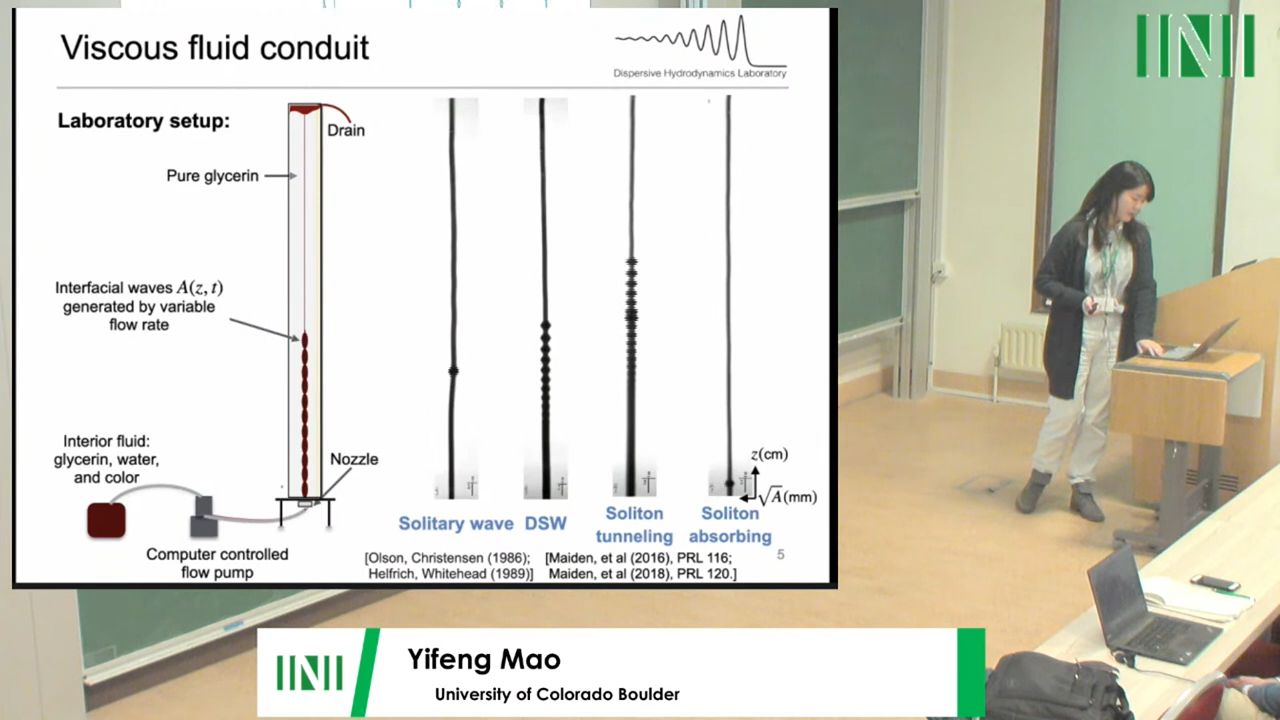 Viscous fluid conduit
Dispersive Hydrodynamics Laboratory
INI
Laboratory setup:
Drain
Pure glycerin
Interfacial waves A(z, t)
generated by variable
flow rate
Interior fluid:
glycerin, water,
and color
Nozzle
Computer controlled
flow pump
z(cm)
√A(mm)
Solitary wave
DSW
Soliton
tunneling
Soliton
absorbing
[Olson, Christensen (1986);
Helfrich, Whitehead (1989)]
[Maiden, et al (2016), PRL 116;
Maiden, et al (2018), PRL 120.]
5
INI
Yifeng Mao
University of Colorado Boulder